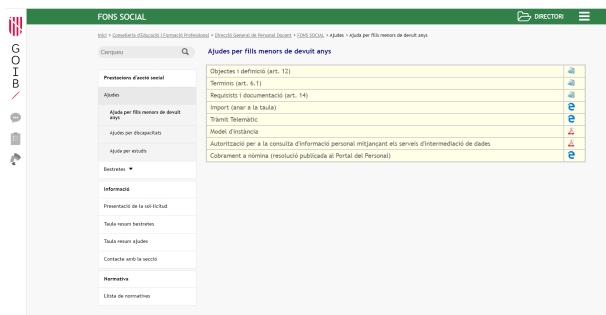 FONS SOCIAL
DIRECTORI
GOIB
Inici > Conselleria d'Educació i Formació Professional > Direcció General de Personal Docent > FONS SOCIAL > Ajudes > Ajuda per fills menors de devuit anys
Cerqueu
Prestacions d'acció social
Ajudes
Ajuda per fills menors de devuit
anys
Ajudes per discapacitats
Ajuda per estudis
Bestretes
Informació
Presentació de la sol·licitud
Taula resum bestretes
Taula resum ajudes
Contacte amb la secció
Normativa
Llista de normatives
Ajudes per fills menors de devuit anys
Objectes i definició (art. 12)
Terminis (art. 6.1)
Requisists i documentació (art. 14)
Import (anar a la taula)
Tràmit Telemàtic
Model d'instància
Autorització per a la consulta d'informació personal mitjançant els serveis d'intermediació de dades
Cobrament a nòmina (resolució publicada al Portal del Personal)